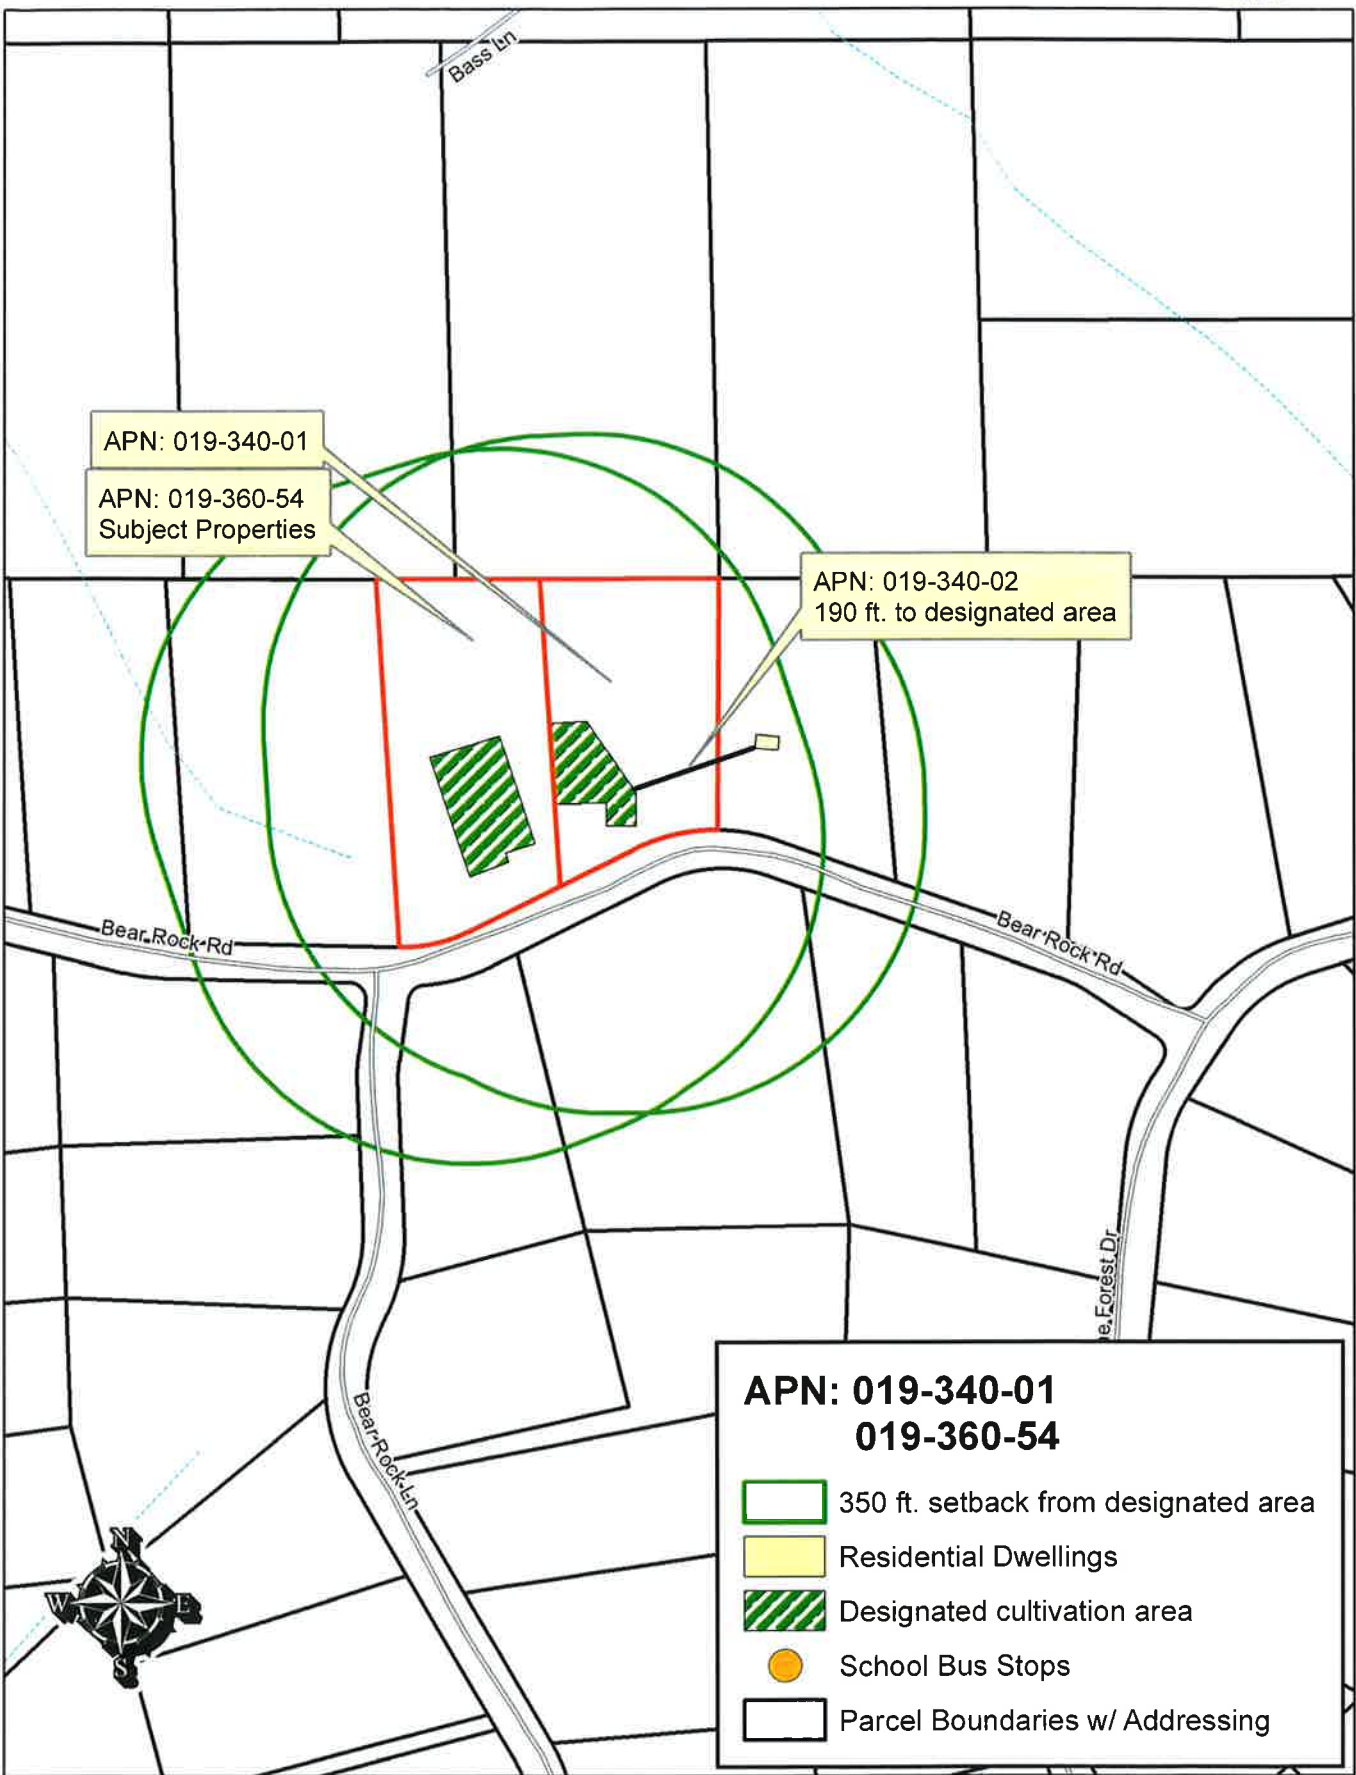 Bass Ln
APN: 019-340-01
APN: 019-360-54
Subject Properties
APN: 019-340-02
190 ft. to designated area
Bear Rock Rd
Bear Rock Rd
e Forest Dr
Bear Rock Ln
N
W
E
S
APN: 019-340-01
019-360-54
350 ft. setback from designated area
Residential Dwellings
Designated cultivation area
School Bus Stops
Parcel Boundaries w/ Addressing